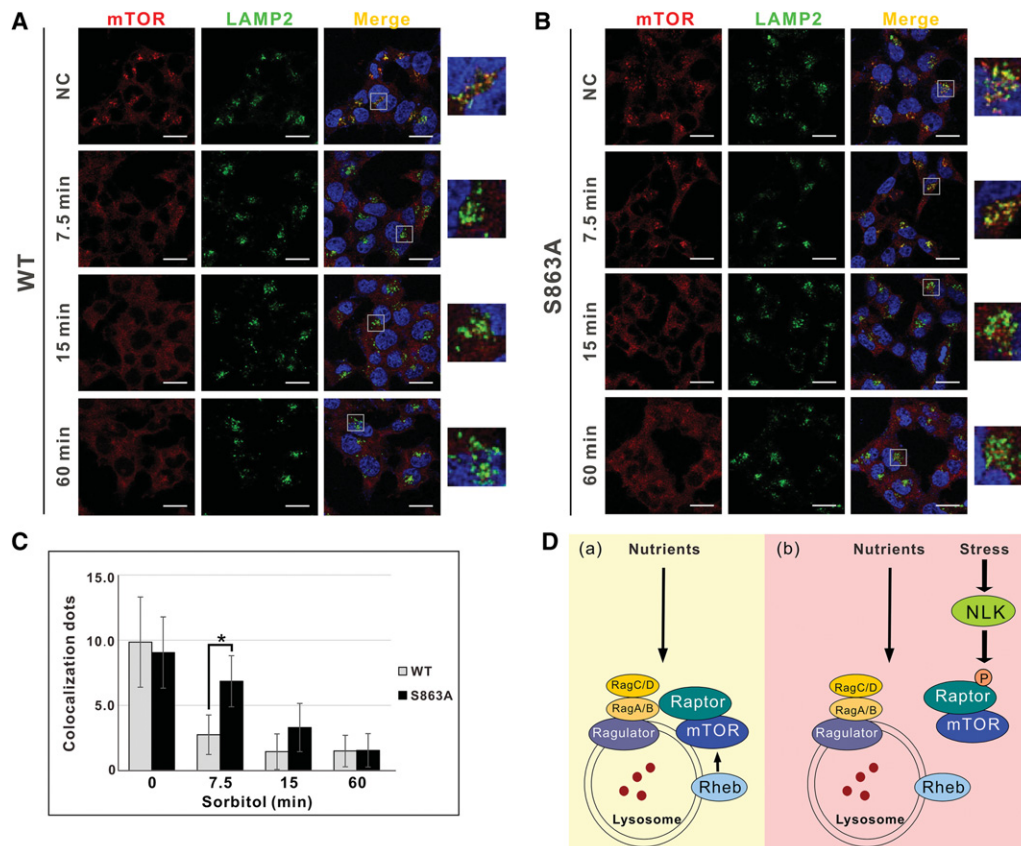 A
mTOR LAMP2 Merge
WT
NC
7.5 min
15 min
60 min
B
mTOR LAMP2 Merge
S863A
NC
7.5 min
15 min
60 min
C
Colocalization dots
15.0
10.0
5.0
0.0
*
WT
S863A
0 7.5 15 60
Sorbitol (min)
D
(a) Nutrients
RagC/D
RagA/B
Raptor
Ragulator
mTOR
Rheb
Lysosome
(b) Nutrients Stress
NLK
P
RagC/D
RagA/B
Raptor
Ragulator
mTOR
Rheb
Lysosome